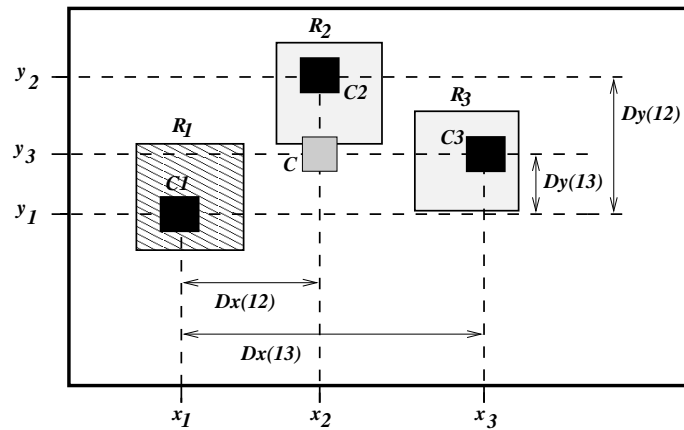 R2
y2
C2
R3
Dy(12)
R1
C3
y3
C
Dy(13)
C1
y1
Dx(12)
Dx(13)
x1
x2
x3